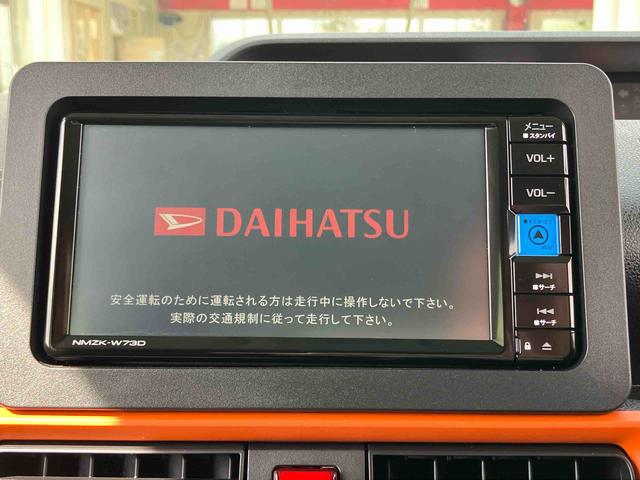 メニュー
■スタンバイ
VOL+
VOL−
DAIHATSU
AV
安全運転のために運転される方は走行中に操作しないで下さい。
実際の交通規制に従って走行して下さい。
■サーチ
■サーチ
NMZK-W73D